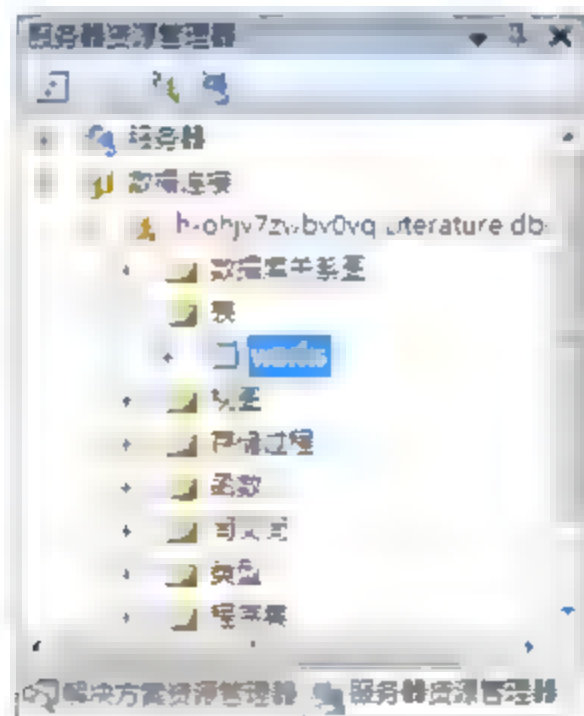 服务器资源管理器
服务器
数据连接
数据库关系图
表
works
视图
存储过程
函数
同义词
类型
程序集
解决方案资源管理器 服务器资源管理器